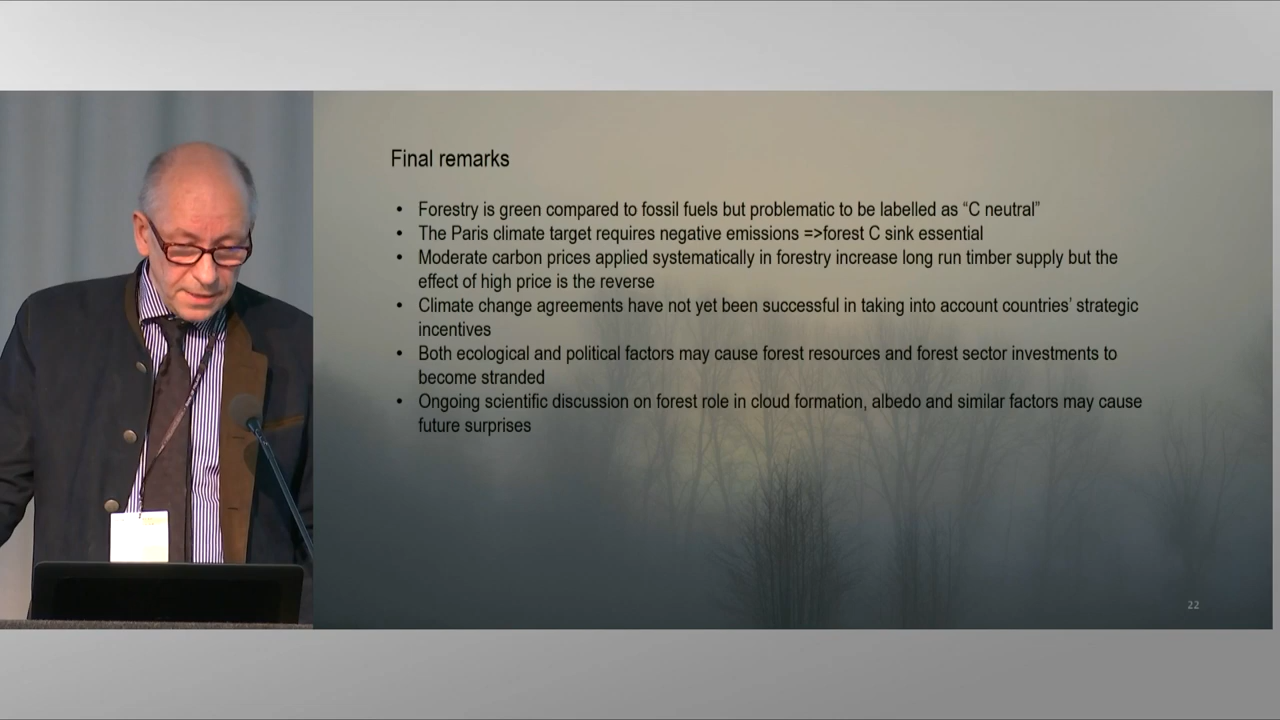 Final remarks
• Forestry is green compared to fossil fuels but problematic to be labelled as “C neutral”
• The Paris climate target requires negative emissions =>forest C sink essential
• Moderate carbon prices applied systematically in forestry increase long run timber supply but the
effect of high price is the reverse
• Climate change agreements have not yet been successful in taking into account countries’ strategic
incentives
• Both ecological and political factors may cause forest resources and forest sector investments to
become stranded
• Ongoing scientific discussion on forest role in cloud formation, albedo and similar factors may cause
future surprises
22